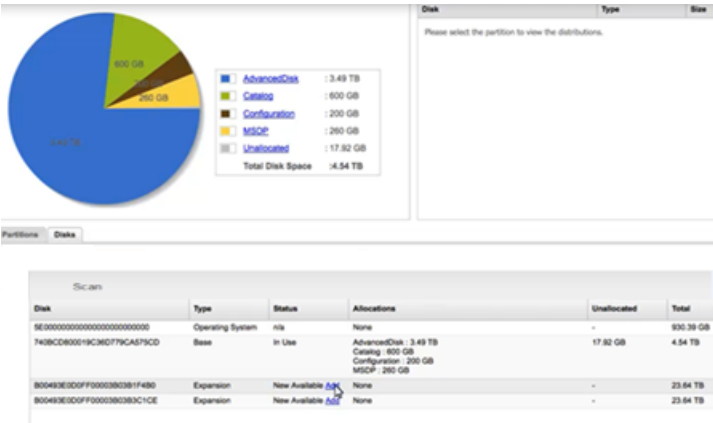 Disk Type Size
Please select the partition to view the distributions.
600 GB
260 GB
AdvancedDisk : 3.49 TB
Catalog : 600 GB
Configuration : 200 GB
MSDP : 260 GB
Unallocated : 17.92 GB
Total Disk Space :4.54 TB
Partitions Disks
Scan
Disk Type Status Allocations Unallocated Total
Operating System n/a None - 930.39 GB
740BCD800019C36D779CA575CD Base In Use AdvancedDisk : 3.49 TB 17.92 GB 4.54 TB
Catalog : 600 GB
Configuration : 200 GB
MSDP : 260 GB
B00493E0D0FF00003B03B1F4B0 Expansion New Available Add None - 23.64 TB
B00493E0D0FF00003B03B3C1CE Expansion New Available Add None - 23.64 TB